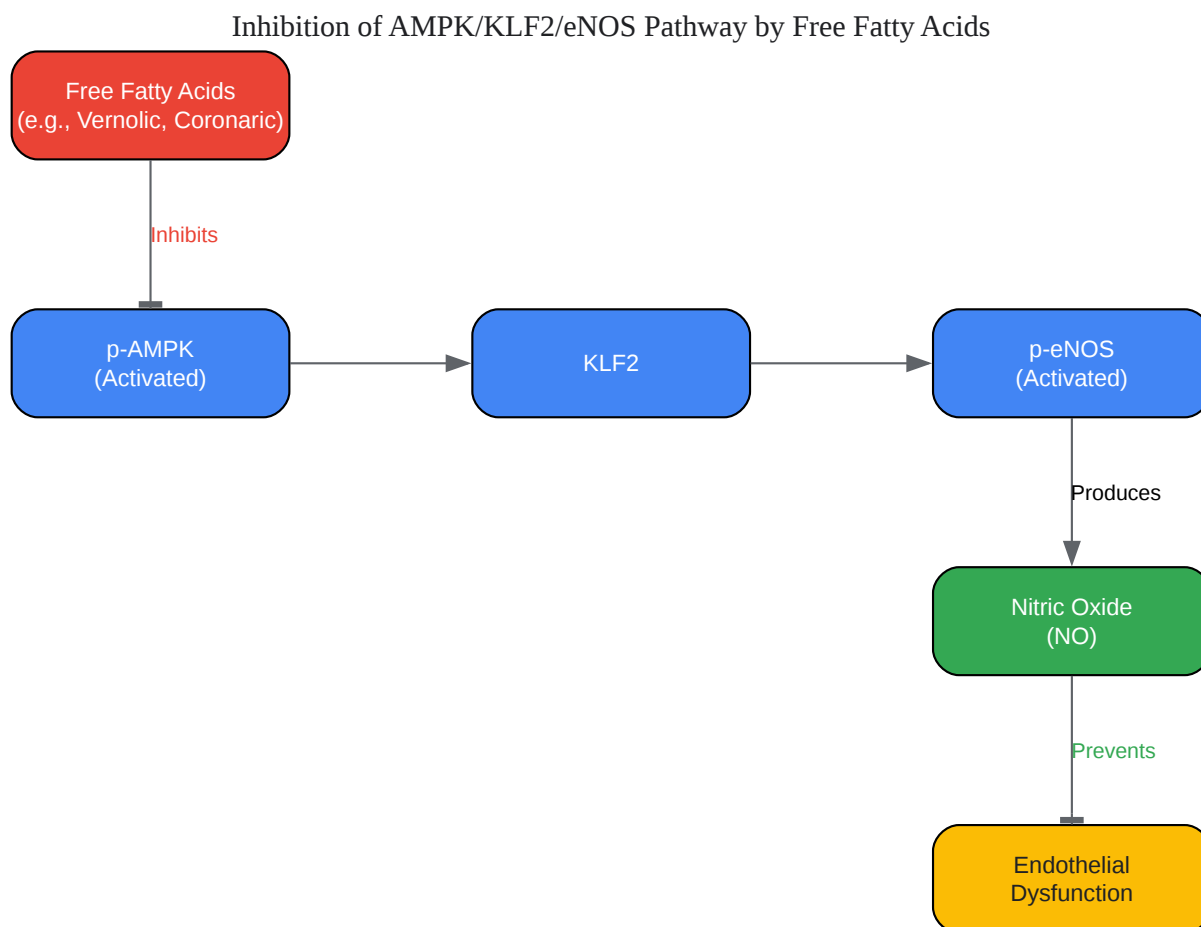 Inhibition of AMPK/KLF2/eNOS Pathway by Free Fatty Acids
Free Fatty Acids
(e.g., Vernolic, Coronaric)
Inhibits
p-AMPK
(Activated)
KLF2
p-eNOS
(Activated)
Produces
Nitric Oxide
(NO)
Prevents
Endothelial
Dysfunction